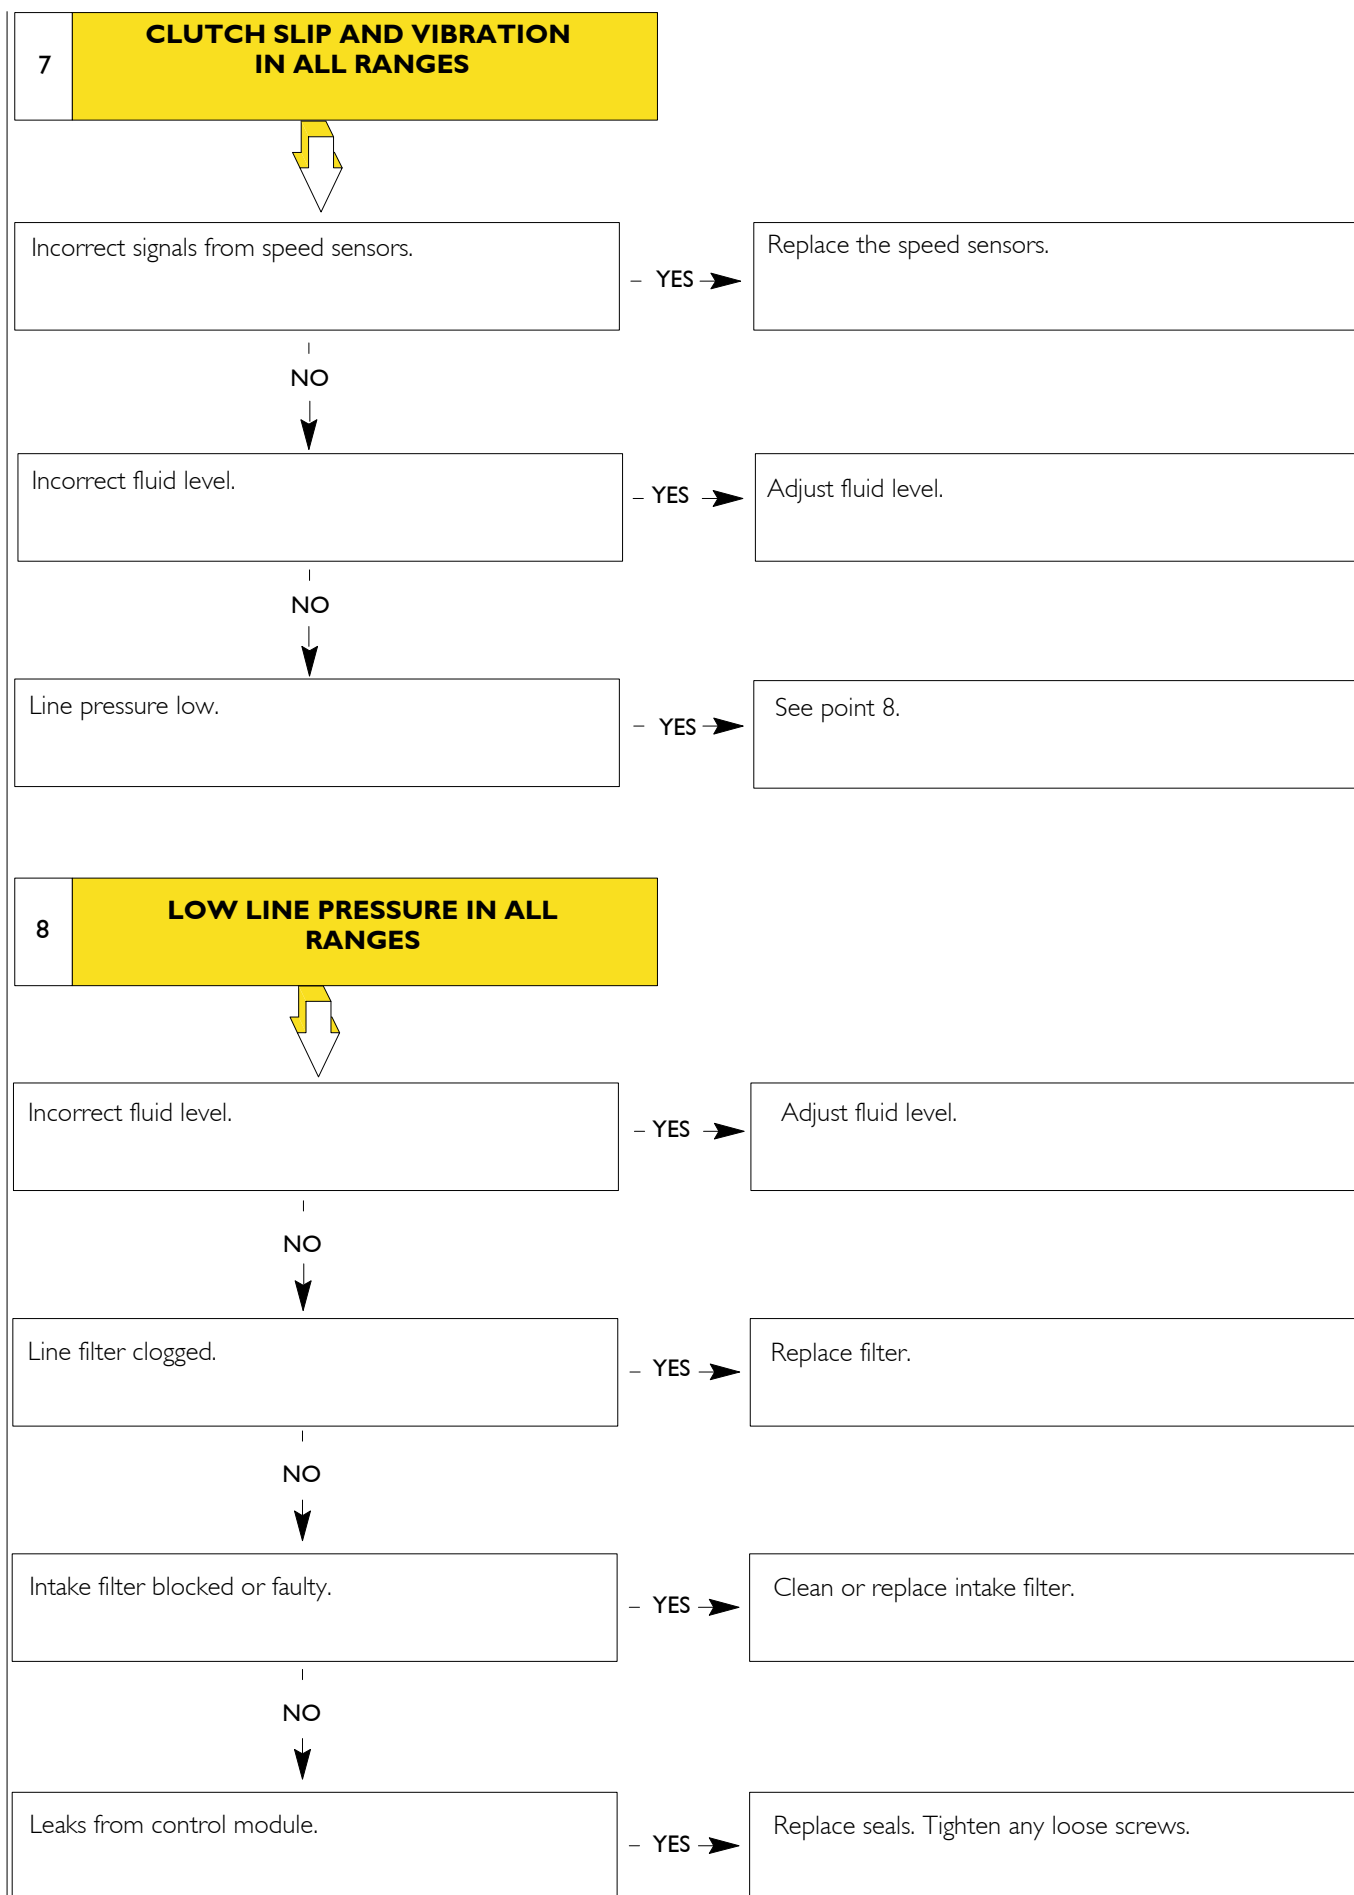 7
CLUTCH SLIP AND VIBRATION
IN ALL RANGES
Incorrect signals from speed sensors.
YES
Replace the speed sensors.
NO
Incorrect fluid level.
YES
Adjust fluid level.
NO
Line pressure low.
YES
See point 8.
8
LOW LINE PRESSURE IN ALL
RANGES
Incorrect fluid level.
YES
Adjust fluid level.
NO
Line filter clogged.
YES
Replace filter.
NO
Intake filter blocked or faulty.
YES
Clean or replace intake filter.
NO
Leaks from control module.
YES
Replace seals. Tighten any loose screws.